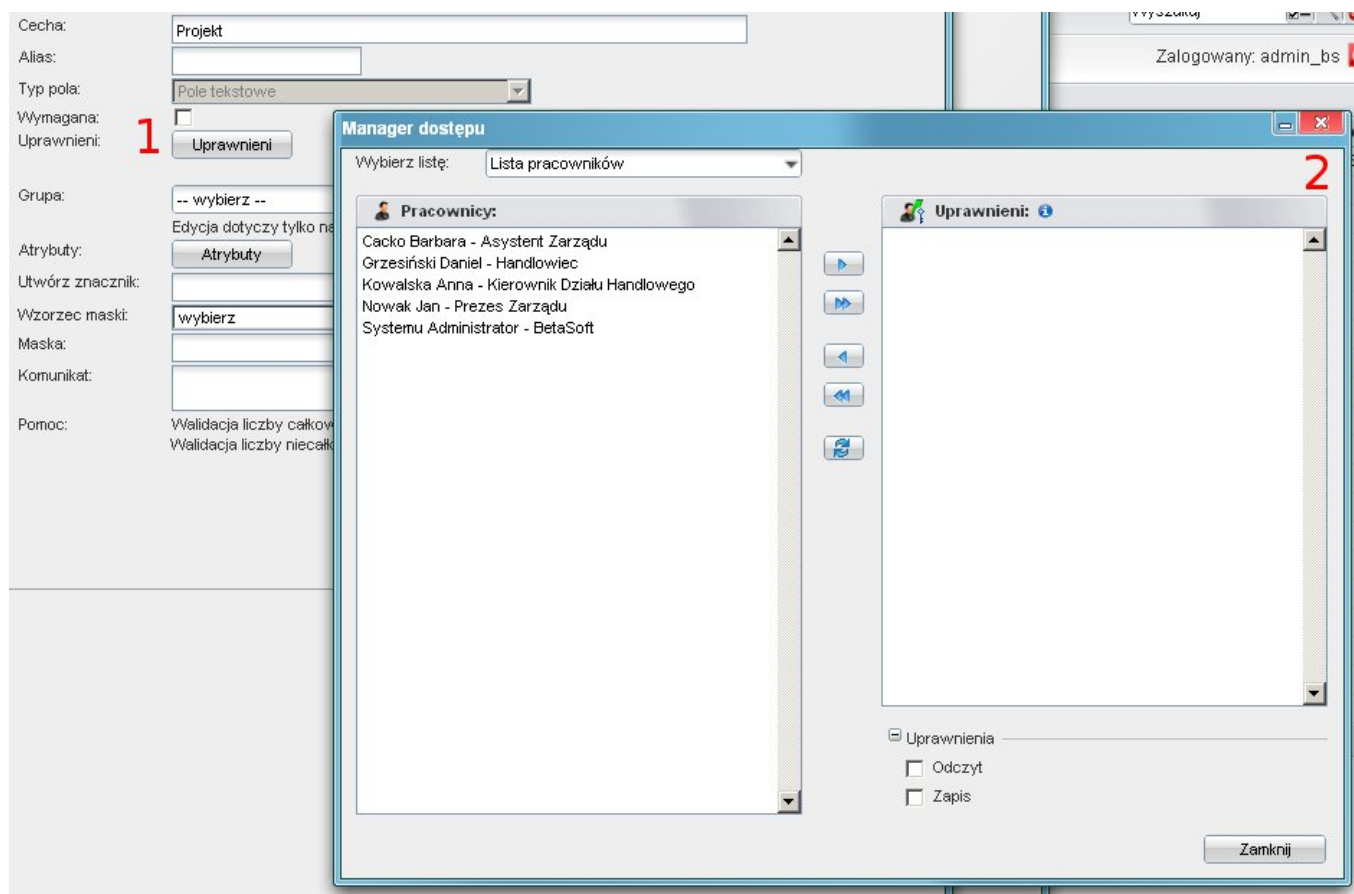 Cecha:
Projekt
Alias:
Typ pola:
Pole tekstowe
Wymagana:
Uprawnieni:
1
Uprawnieni
Grupa:
-- wybierz --
Edycja dotyczy tylko
Atrybuty:
Atrybuty
Utwórz znacznik:
Wzorzec maski:
wybierz
Maska:
Komunikat:
Pomoc:
Walidacja liczby
Walidacja liczby
Wyszukaj
Zalogowany: admin_bs
Manager dostępu
2
Wybierz listę:
Lista pracowników
Pracownicy:
Cacko Barbara - Asystent Zarządu
Grzesiński Daniel - Handlowiec
Kowalska Anna - Kierownik Działu Handlowego
Nowak Jan - Prezes Zarządu
Systemu Administrator - BetaSoft
Uprawnieni:
Uprawnienia
Odczyt
Zapis
Zamknij